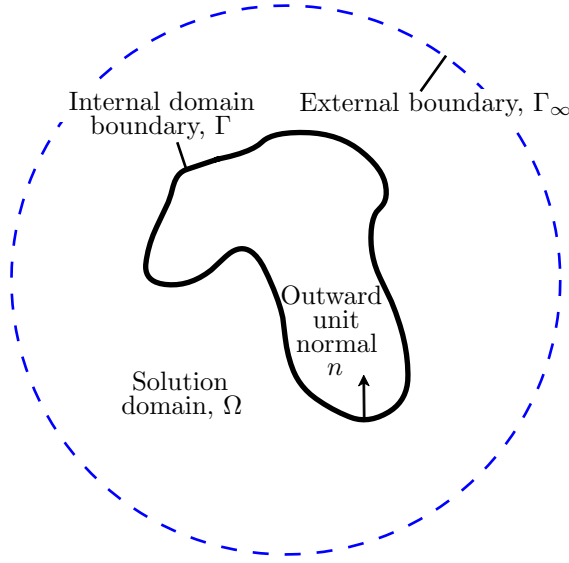 Internal domain
boundary, Γ
External boundary, Γ∞
Outward
unit
normal
n
Solution
domain, Ω